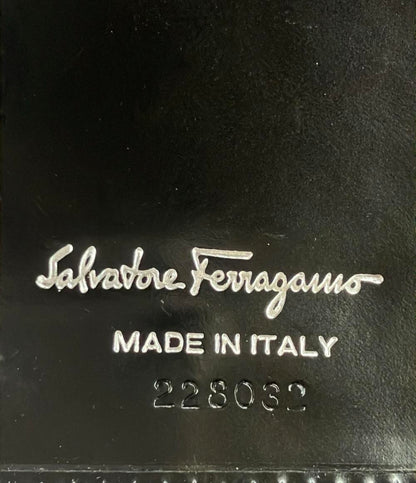 Salvatore Ferragamo
MADE IN ITALY
228032